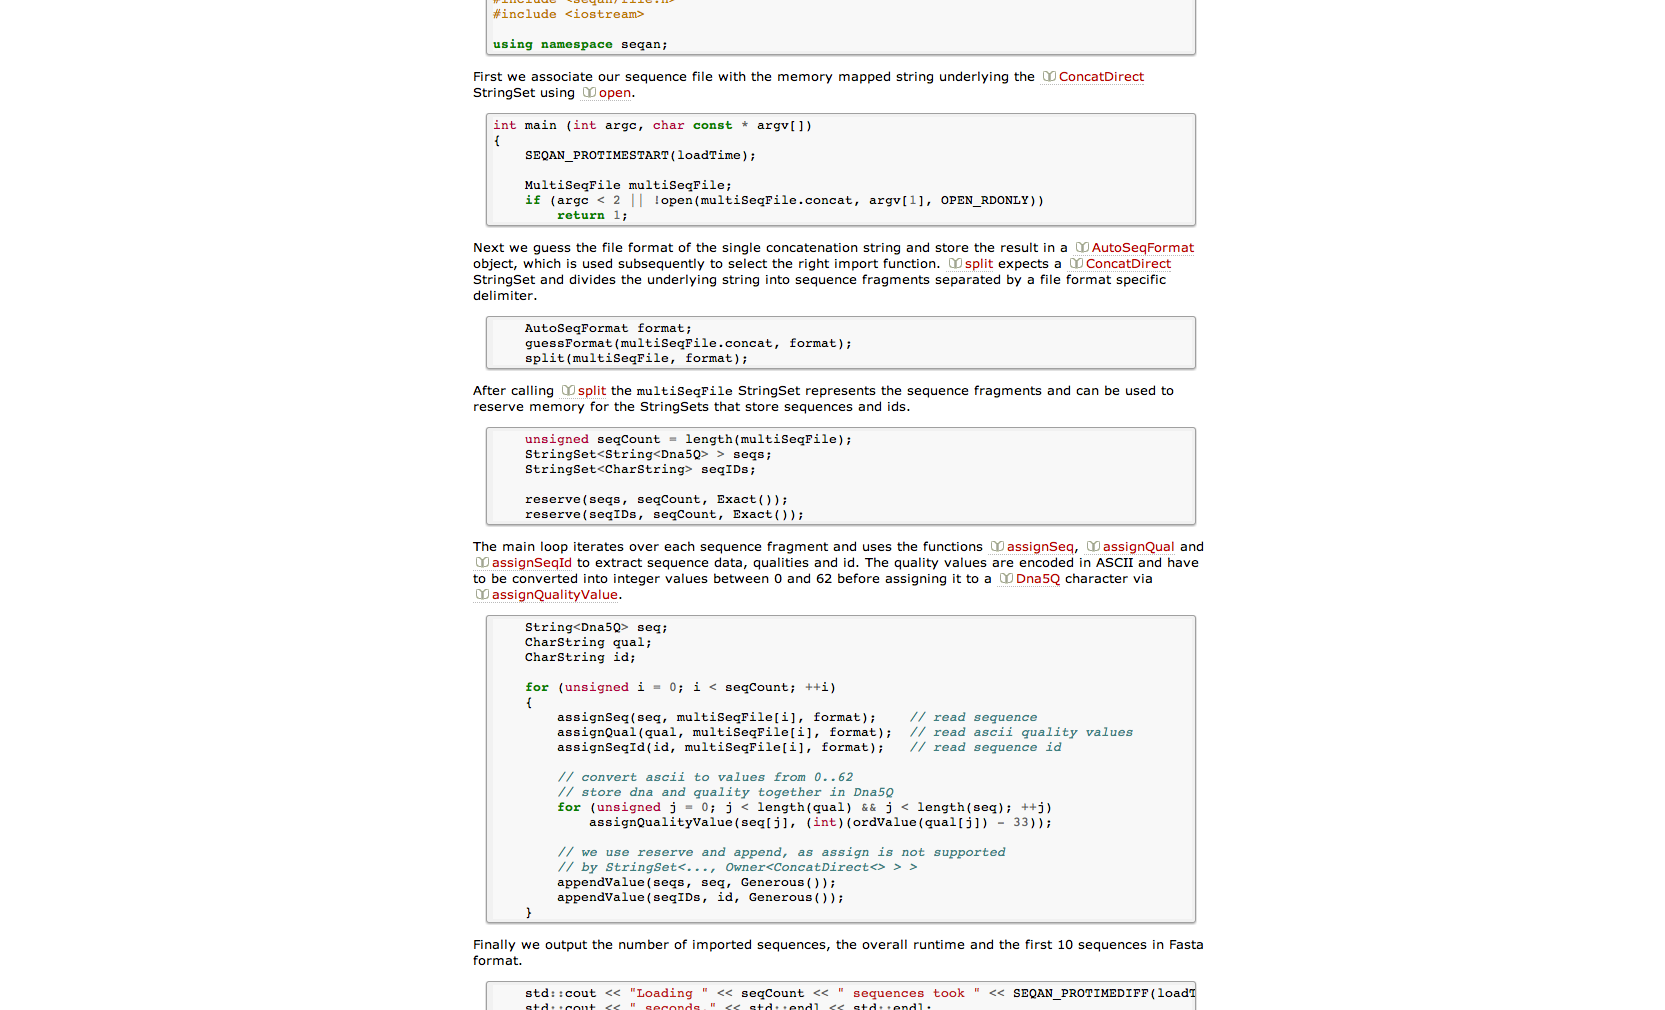 #include <seqan/file.h>
#include <iostream>
using namespace seqan;
First we associate our sequence file with the memory mapped string underlying the ConcatDirect
StringSet using open.
int main (int argc, char const * argv[])
{
SEQAN_PROTIMESTART(loadTime);
MultiSeqFile multiSeqFile;
if (argc < 2 || !open(multiSeqFile.concat, argv[1], OPEN_RDONLY))
return 1;
Next we guess the file format of the single concatenation string and store the result in a AutoSeqFormat
object, which is used subsequently to select the right import function. split expects a ConcatDirect
StringSet and divides the underlying string into sequence fragments separated by a file format specific
delimiter.
AutoSeqFormat format;
guessFormat(multiSeqFile.concat, format);
split(multiSeqFile, format);
After calling split the multiSeqFile StringSet represents the sequence fragments and can be used to
reserve memory for the StringSets that store sequences and ids.
unsigned seqCount = length(multiSeqFile);
StringSet<String<Dna5Q> > seqs;
StringSet<CharString> seqIDs;
reserve(seqs, seqCount, Exact());
reserve(seqIDs, seqCount, Exact());
The main loop iterates over each sequence fragment and uses the functions assignSeq, assignQual and
assignSeqId to extract sequence data, qualities and id. The quality values are encoded in ASCII and have
to be converted into integer values between 0 and 62 before assigning it to a Dna5Q character via
assignQualityValue.
String<Dna5Q> seq;
CharString qual;
CharString id;
for (unsigned i = 0; i < seqCount; ++i)
{
assignSeq(seq, multiSeqFile[i], format);    // read sequence
assignQual(qual, multiSeqFile[i], format);  // read ascii quality values
assignSeqId(id, multiSeqFile[i], format);   // read sequence id
// convert ascii to values from 0..62
// store dna and quality together in Dna5Q
for (unsigned j = 0; j < length(qual) && j < length(seq); ++j)
assignQualityValue(seq[j], (int)(ordValue(qual[j]) - 33));
// we use reserve and append, as assign is not supported
// by StringSet<..., Owner<ConcatDirect<> > >
appendValue(seqs, seq, Generous());
appendValue(seqIDs, id, Generous());
}
Finally we output the number of imported sequences, the overall runtime and the first 10 sequences in Fasta
format.
std::cout << "Loading " << seqCount << " sequences took " << SEQAN_PROTIMEDIFF(loadT
std::cout << " seconds." << std::endl << std::endl;